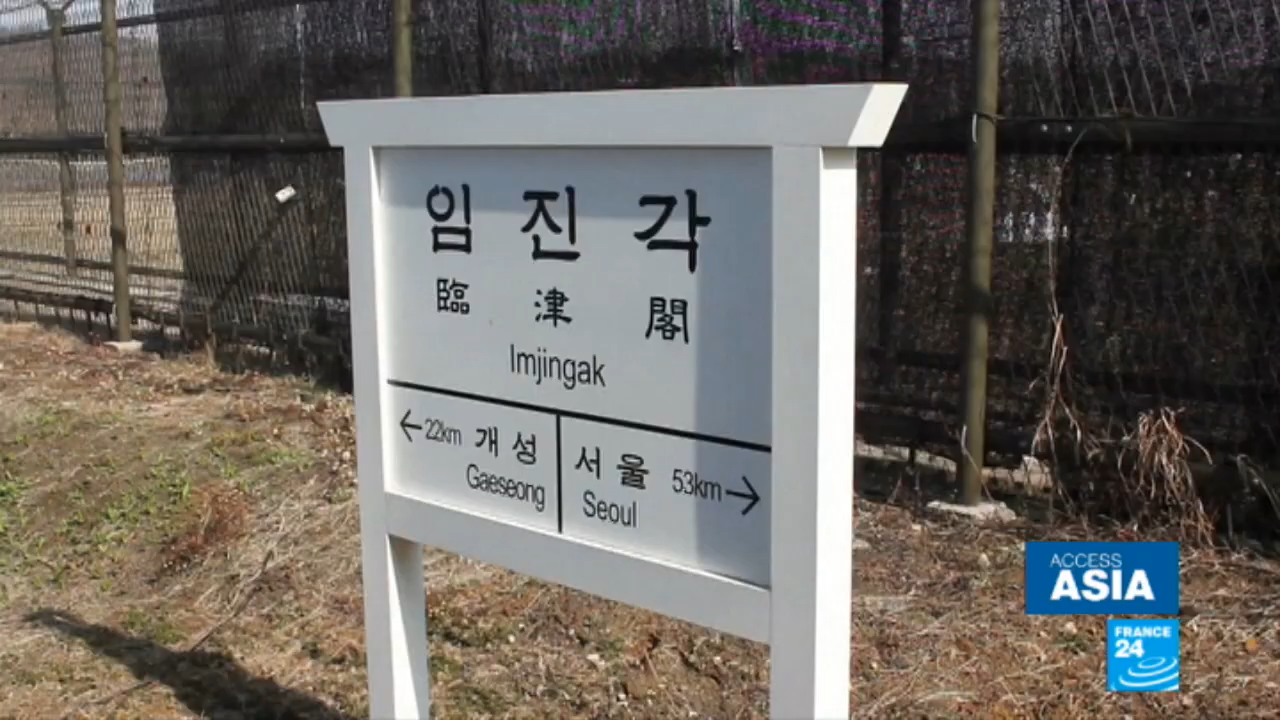 임 진 각
臨 津 閣
Imjingak
← 22km 개 성
Gaeseong
서 울 53km →
Seoul
ACCESS
ASIA
FRANCE
24